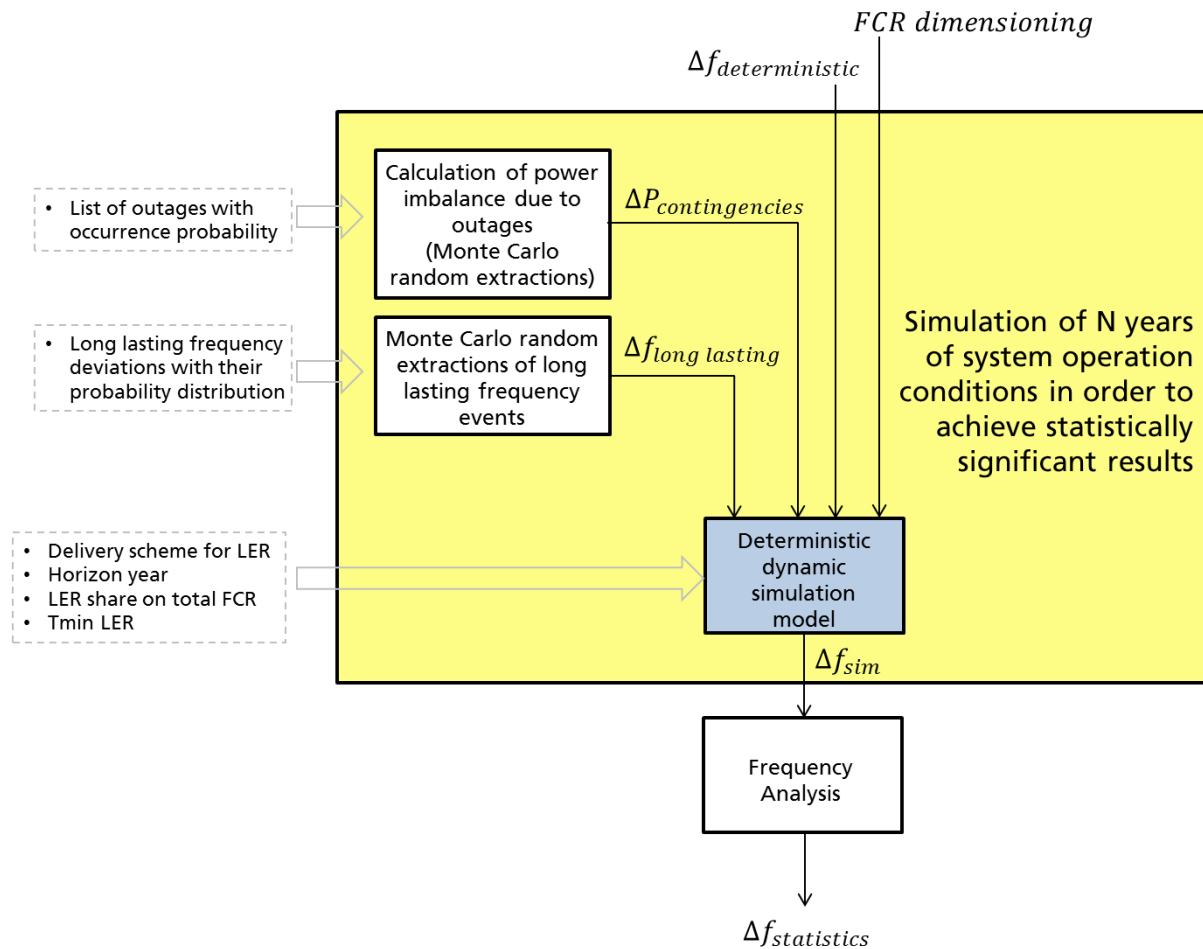 FCR dimensioning
Δf_deterministic
Calculation of power
imbalance due to
outages
(Monte Carlo
random extractions)
ΔP_contingencies
• List of outages with
occurrence probability
Monte Carlo random
extractions of long
lasting frequency
events
Δf_long lasting
• Long lasting frequency
deviations with their
probability distribution
Simulation of N years
of system operation
conditions in order to
achieve statistically
significant results
• Delivery scheme for LER
• Horizon year
• LER share on total FCR
• Tmin LER
Deterministic
dynamic
simulation
model
Δf_sim
Frequency
Analysis
Δf_statistics